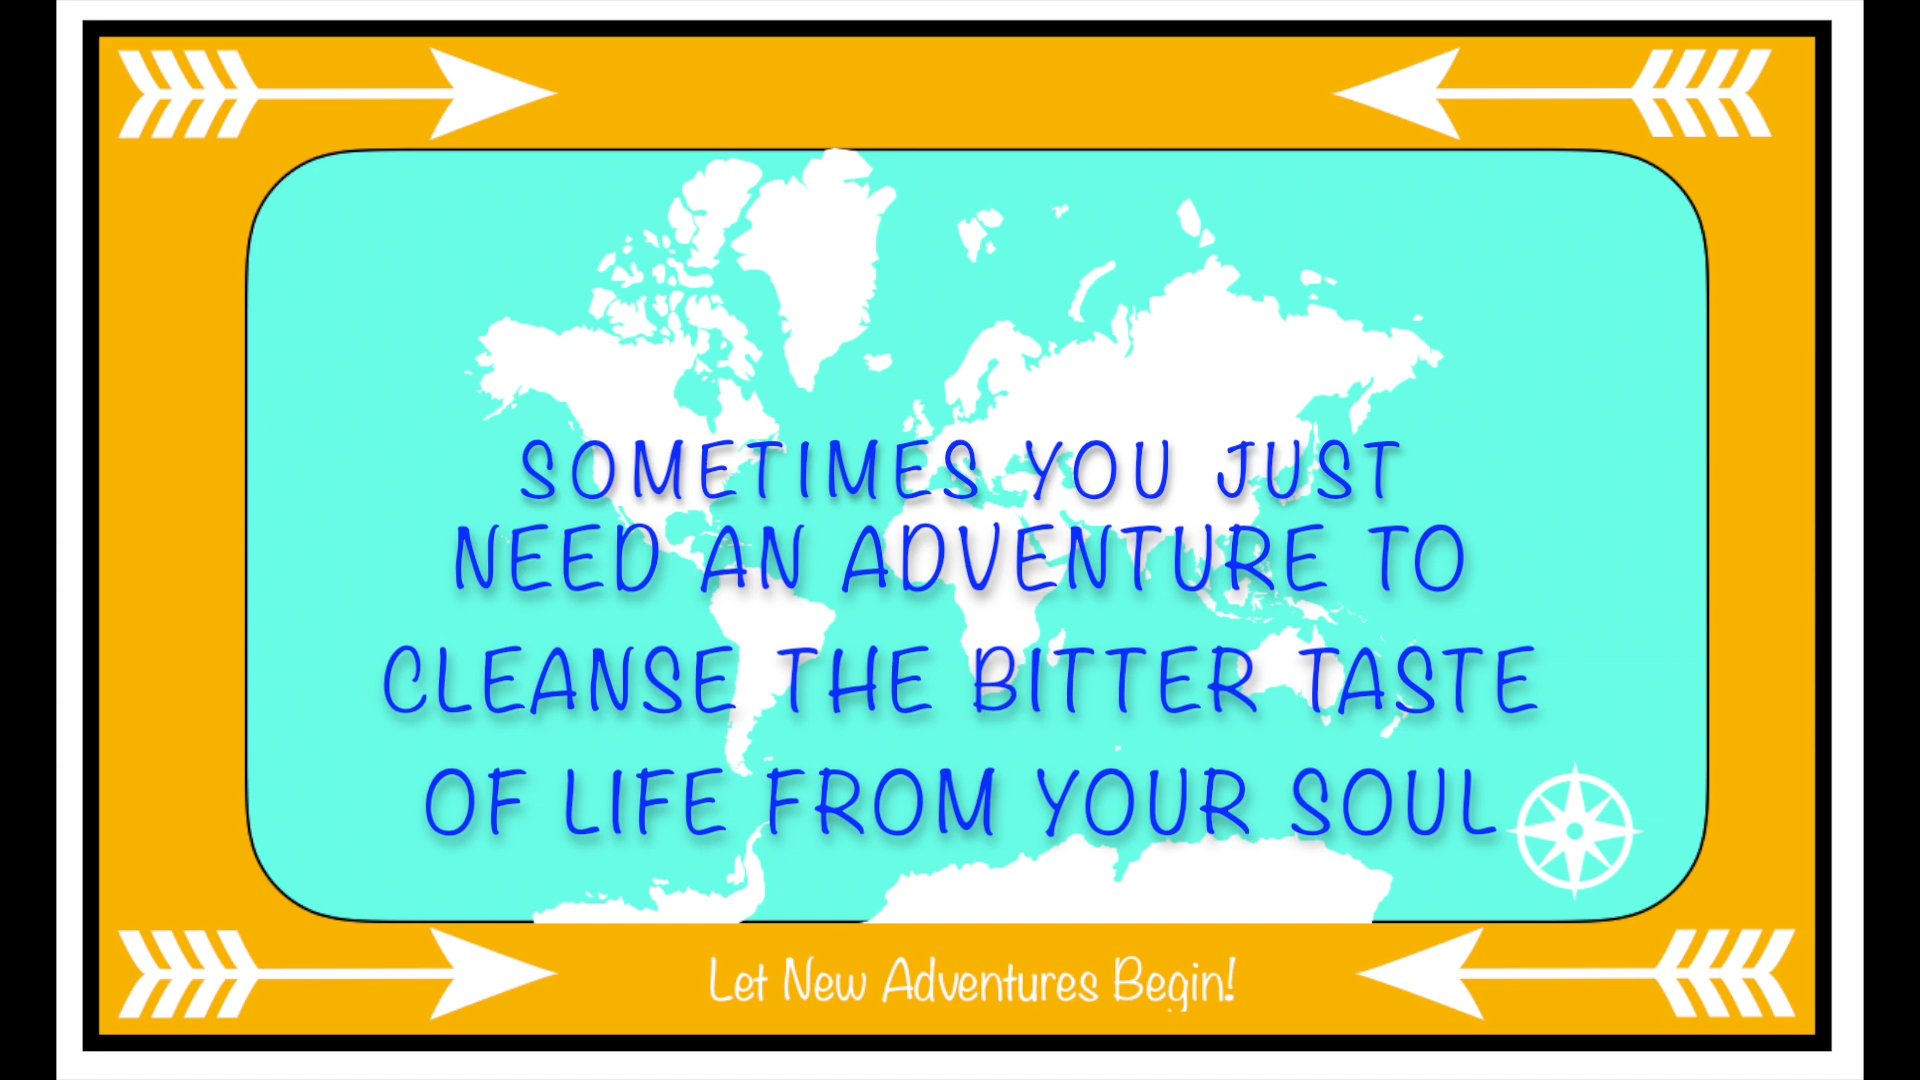 SOMETIMES YOU JUST
NEED AN ADVENTURE TO
CLEANSE THE BITTER TASTE
OF LIFE FROM YOUR SOUL
Let New Adventures Begin!